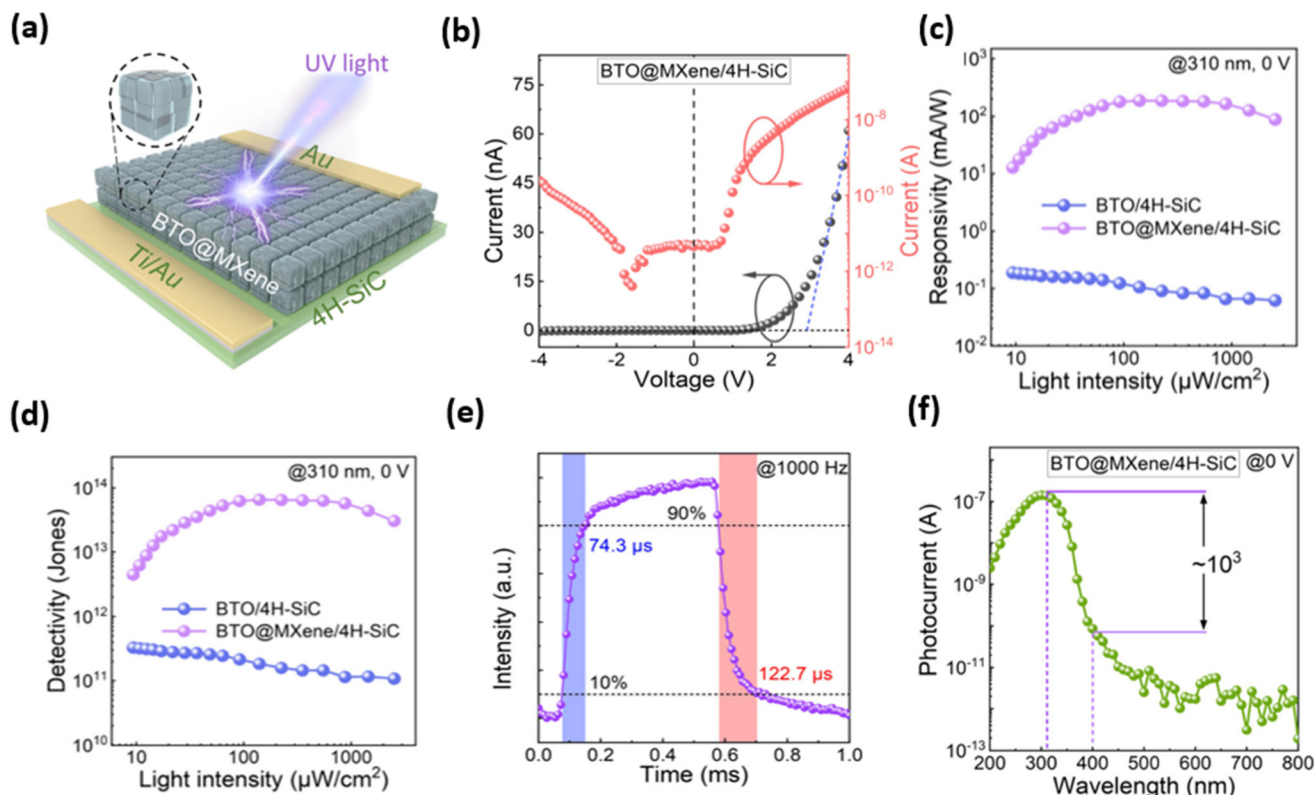 (a)
UV light
Au
BTO@MXene
Ti/Au
4H-SiC
(b)
BTO@MXene/4H-SiC
Current (nA)
75
60
45
30
15
0
-4
-2
0
2
4
Voltage (V)
10⁻⁸
10⁻¹⁰
10⁻¹²
10⁻¹⁴
Current (A)
(c)
@310 nm, 0 V
Responsivity (mA/W)
10³
10²
10¹
10⁰
10⁻¹
10⁻²
BTO/4H-SiC
BTO@MXene/4H-SiC
10
100
1000
Light intensity (μW/cm²)
(d)
@310 nm, 0 V
Detectivity (Jones)
10¹⁴
10¹³
10¹²
10¹¹
10¹⁰
BTO/4H-SiC
BTO@MXene/4H-SiC
10
100
1000
Light intensity (μW/cm²)
(e)
@1000 Hz
Intensity (a.u.)
90%
74.3 μs
10%
122.7 μs
0.0
0.2
0.4
0.6
0.8
1.0
Time (ms)
(f)
BTO@MXene/4H-SiC @0 V
Photocurrent (A)
10⁻⁷
10⁻⁹
10⁻¹¹
10⁻¹³
~10³
200
300
400
500
600
700
800
Wavelength (nm)